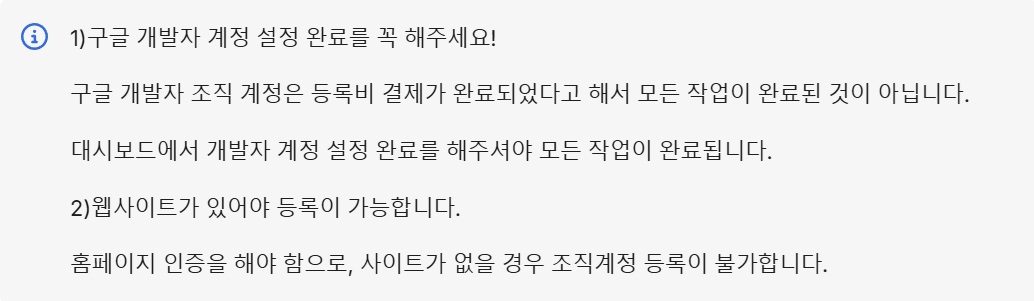 1)구글 개발자 계정 설정 완료를 꼭 해주세요!
구글 개발자 조직 계정은 등록비 결제가 완료되었다고 해서 모든 작업이 완료된 것이 아닙니다.
대시보드에서 개발자 계정 설정 완료를 해주셔야 모든 작업이 완료됩니다.
2)웹사이트가 있어야 등록이 가능합니다.
홈페이지 인증을 해야 함으로, 사이트가 없을 경우 조직계정 등록이 불가합니다.